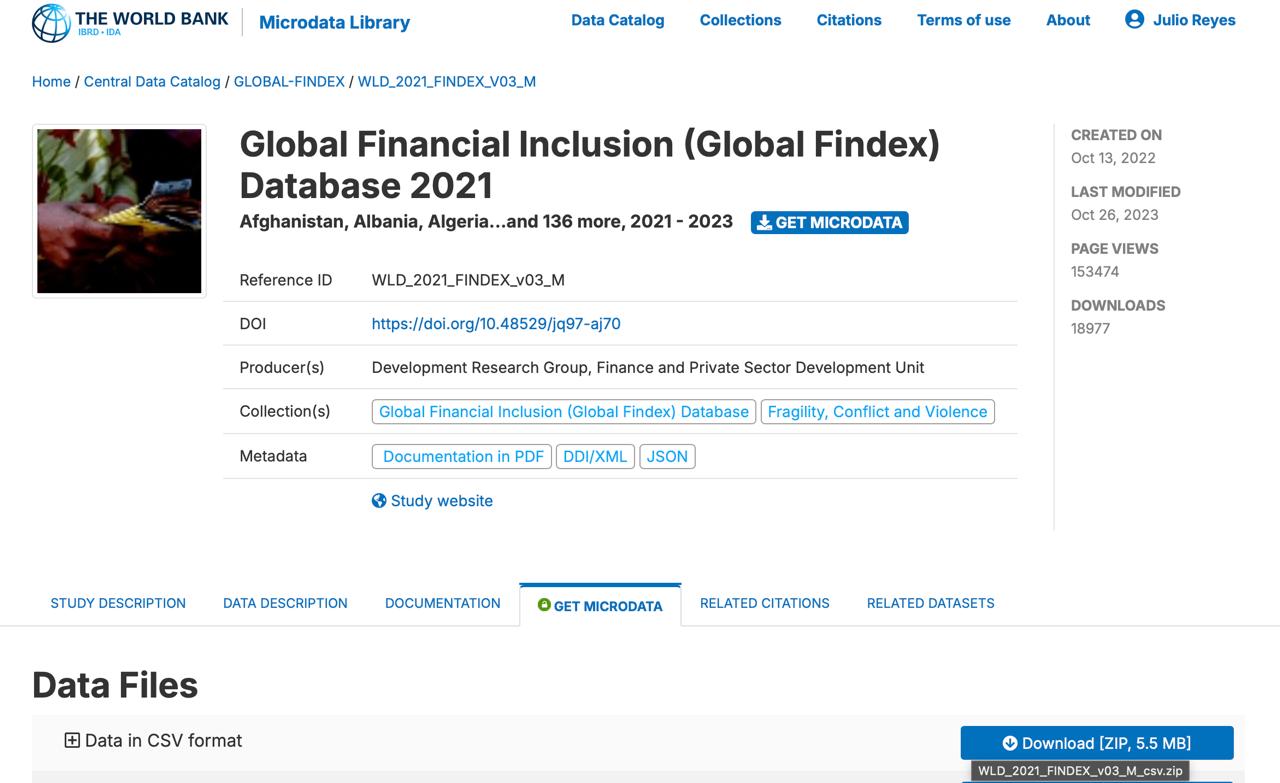 THE WORLD BANK
IBRD • IDA
Microdata Library
Data Catalog Collections Citations Terms of use About Julio Reyes
Home / Central Data Catalog / GLOBAL-FINDEX / WLD_2021_FINDEX_V03_M
Global Financial Inclusion (Global Findex)
Database 2021
Afghanistan, Albania, Algeria...and 136 more, 2021 - 2023 GET MICRODATA
Reference ID WLD_2021_FINDEX_v03_M
DOI https://doi.org/10.48529/jq97-aj70
Producer(s) Development Research Group, Finance and Private Sector Development Unit
Collection(s) Global Financial Inclusion (Global Findex) Database Fragility, Conflict and Violence
Metadata Documentation in PDF DDI/XML JSON
Study website
CREATED ON
Oct 13, 2022
LAST MODIFIED
Oct 26, 2023
PAGE VIEWS
153474
DOWNLOADS
18977
STUDY DESCRIPTION DATA DESCRIPTION DOCUMENTATION GET MICRODATA RELATED CITATIONS RELATED DATASETS
Data Files
Data in CSV format Download [ZIP, 5.5 MB]
WLD_2021_FINDEX_v03_M_csv.zip